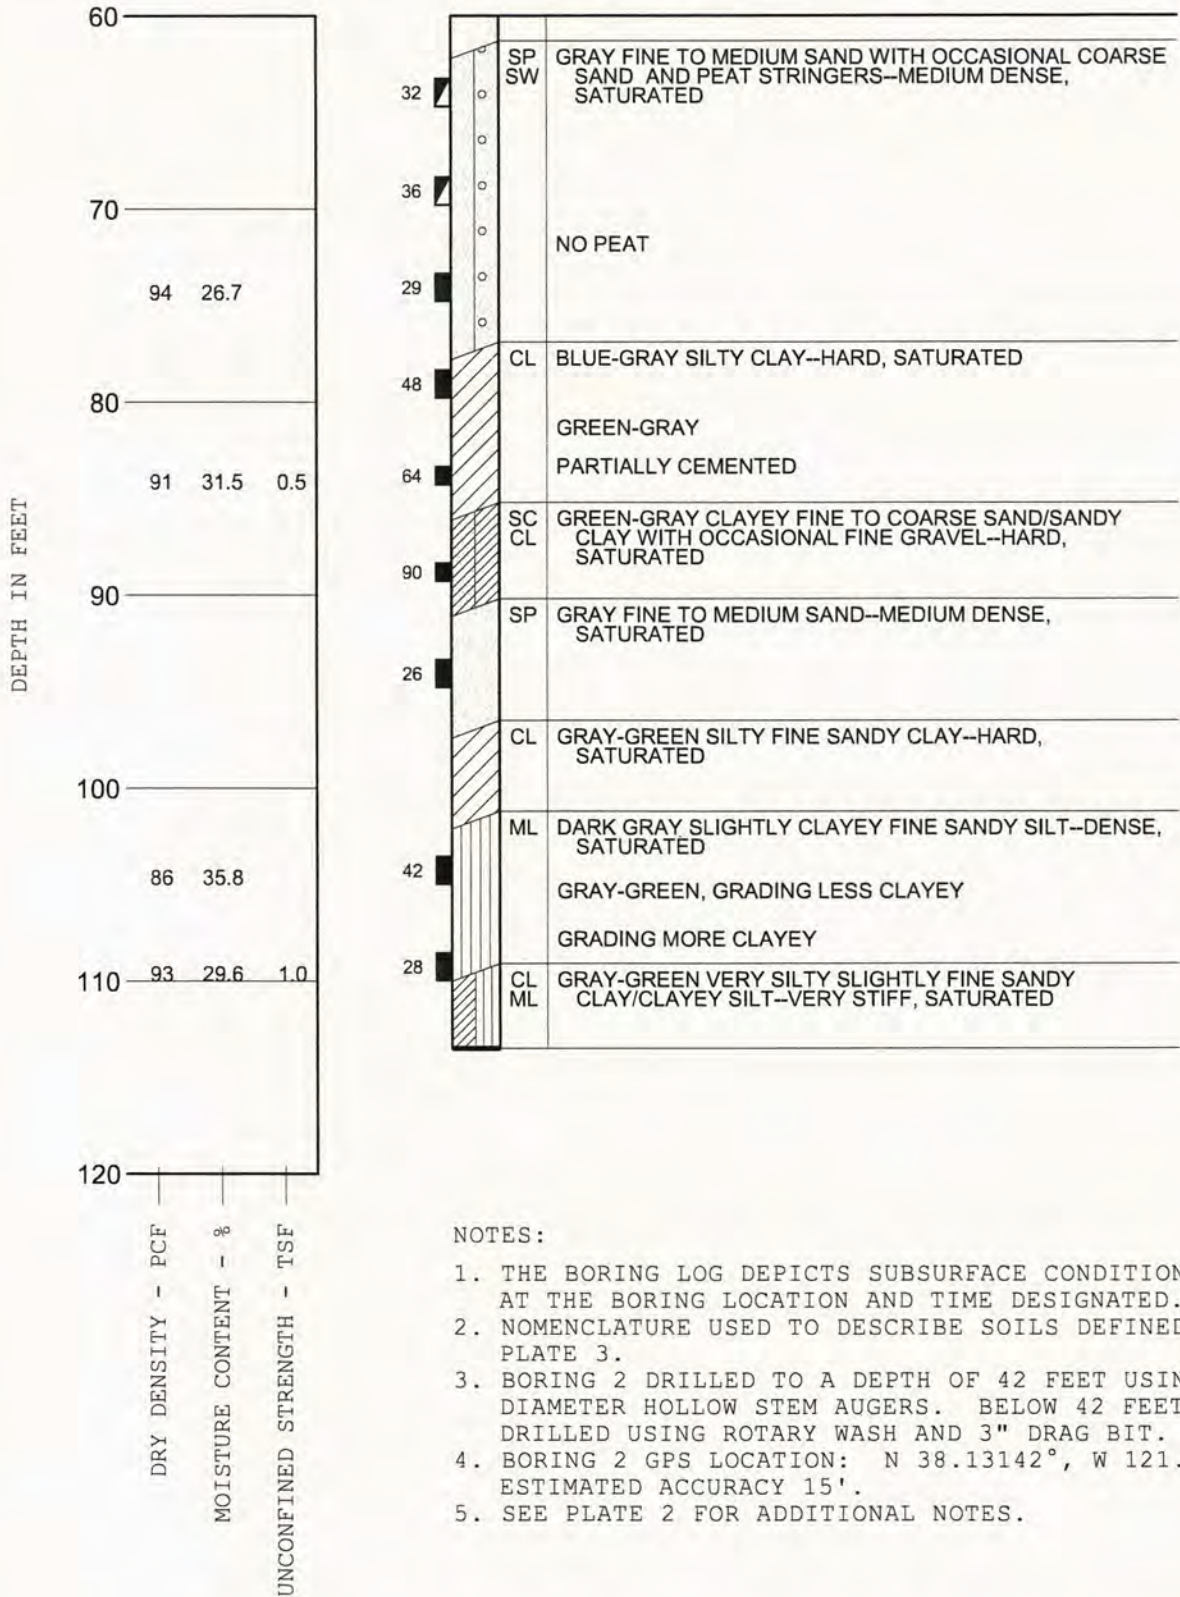 60
SP GRAY FINE TO MEDIUM SAND WITH OCCASIONAL COARSE
SW SAND AND PEAT STRINGERS--MEDIUM DENSE,
SATURATED
32
36
70
NO PEAT
94 26.7
29
CL BLUE-GRAY SILTY CLAY--HARD, SATURATED
48
80
GREEN-GRAY
PARTIALLY CEMENTED
91 31.5 0.5
64
SC GREEN-GRAY CLAYEY FINE TO COARSE SAND/SANDY
CL CLAY WITH OCCASIONAL FINE GRAVEL--HARD,
SATURATED
90
90
SP GRAY FINE TO MEDIUM SAND--MEDIUM DENSE,
SATURATED
26
CL GRAY-GREEN SILTY FINE SANDY CLAY--HARD,
SATURATED
100
ML DARK GRAY SLIGHTLY CLAYEY FINE SANDY SILT--DENSE,
SATURATED
86 35.8
42
GRAY-GREEN, GRADING LESS CLAYEY
GRADING MORE CLAYEY
110
93 29.6 1.0
28
CL GRAY-GREEN VERY SILTY SLIGHTLY FINE SANDY
ML CLAY/CLAYEY SILT--VERY STIFF, SATURATED
120
DEPTH IN FEET
DRY DENSITY - PCF
MOISTURE CONTENT - %
UNCONFINED STRENGTH - TSF
NOTES:
1. THE BORING LOG DEPICTS SUBSURFACE CONDITION
AT THE BORING LOCATION AND TIME DESIGNATED.
2. NOMENCLATURE USED TO DESCRIBE SOILS DEFINED
PLATE 3.
3. BORING 2 DRILLED TO A DEPTH OF 42 FEET USIN
DIAMETER HOLLOW STEM AUGERS. BELOW 42 FEET
DRILLED USING ROTARY WASH AND 3" DRAG BIT.
4. BORING 2 GPS LOCATION: N 38.13142°, W 121.
ESTIMATED ACCURACY 15'.
5. SEE PLATE 2 FOR ADDITIONAL NOTES.